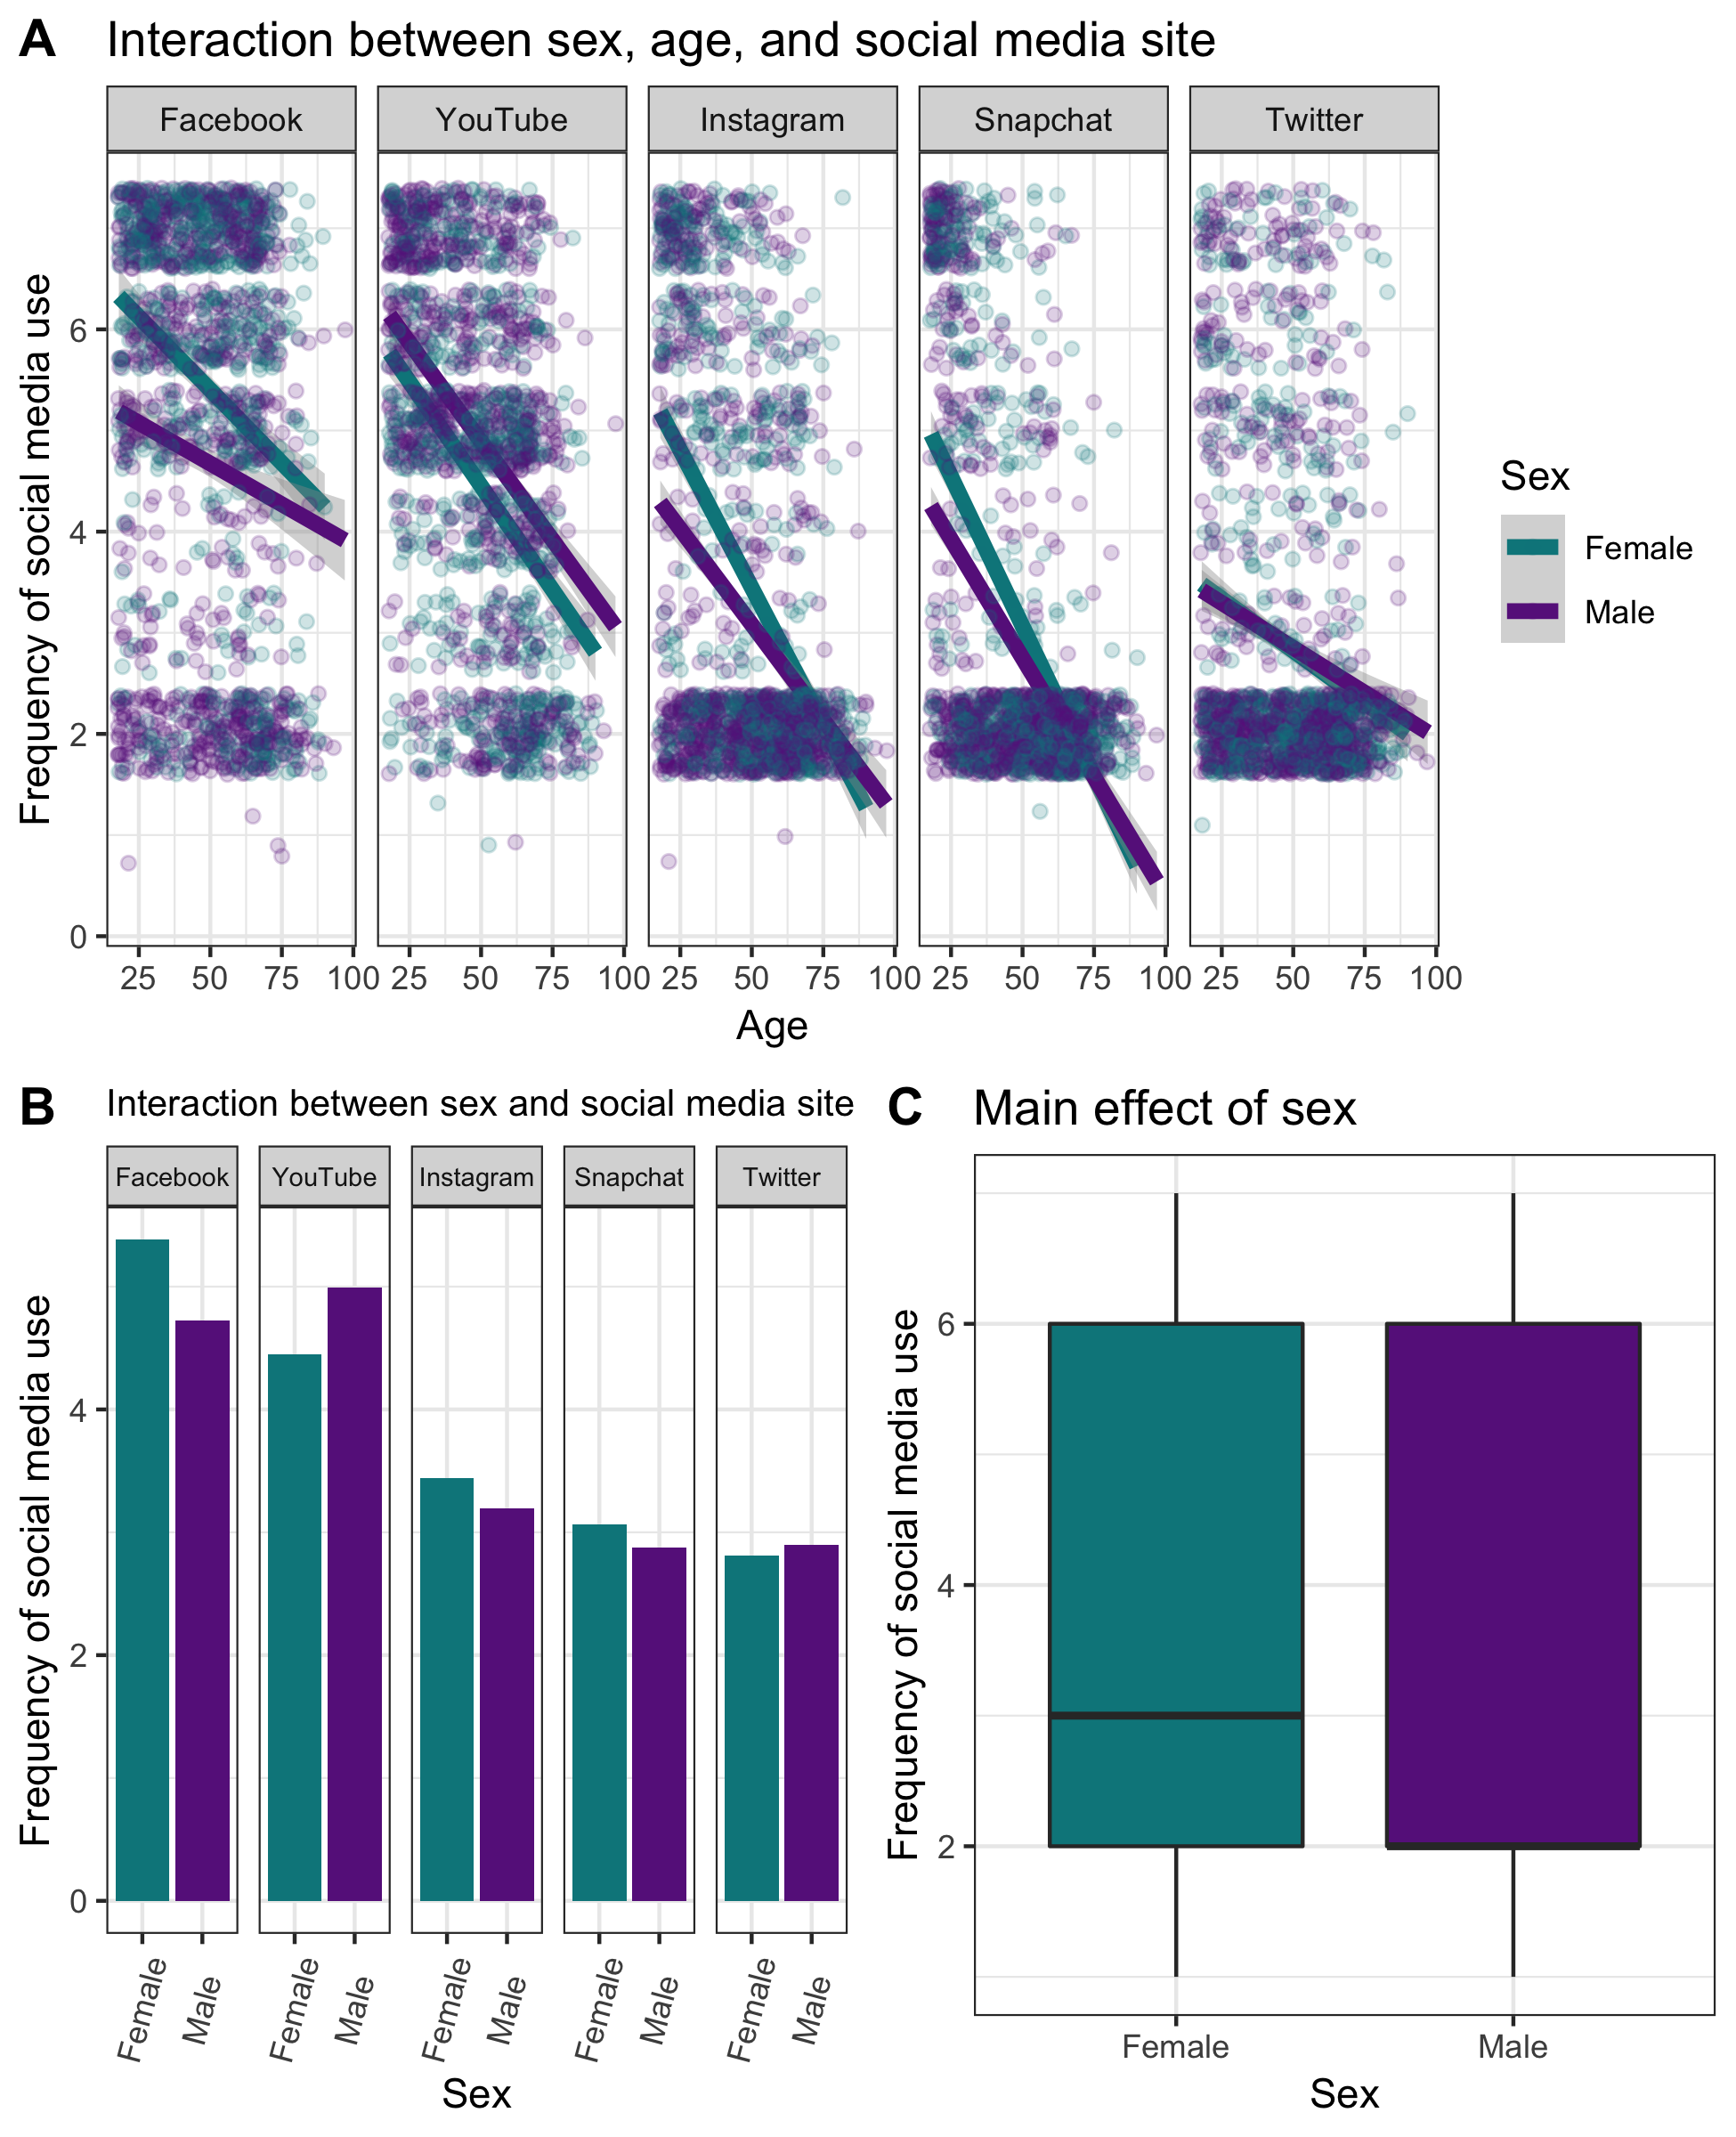 A Interaction between sex, age, and social media site
Facebook YouTube Instagram Snapchat Twitter
Frequency of social media use
6
4
2
0
25 50 75 100 25 50 75 100 25 50 75 100 25 50 75 100 25 50 75 100
Age
Sex
Female
Male
B Interaction between sex and social media site
Facebook YouTube Instagram Snapchat Twitter
Frequency of social media use
4
2
0
Female Male Female Male Female Male Female Male Female Male
Sex
C Main effect of sex
Frequency of social media use
6
4
2
Female Male
Sex